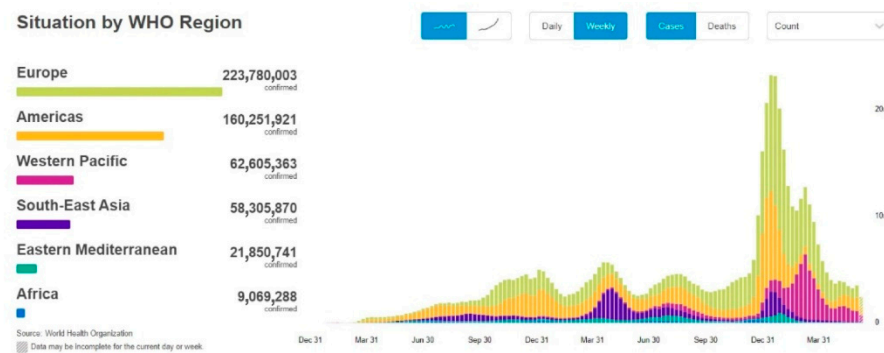 Situation by WHO Region
Daily Weekly Cases Deaths Count
Europe 223,780,003
confirmed
Americas 160,251,921
confirmed
Western Pacific 62,605,363
confirmed
South-East Asia 58,305,870
confirmed
Eastern Mediterranean 21,850,741
confirmed
Africa 9,069,288
confirmed
Source: World Health Organization
Data may be incomplete for the current day or week.
20
10
0
Dec 31 Mar 31 Jun 30 Sep 30 Dec 31 Mar 31 Jun 30 Sep 30 Dec 31 Mar 31